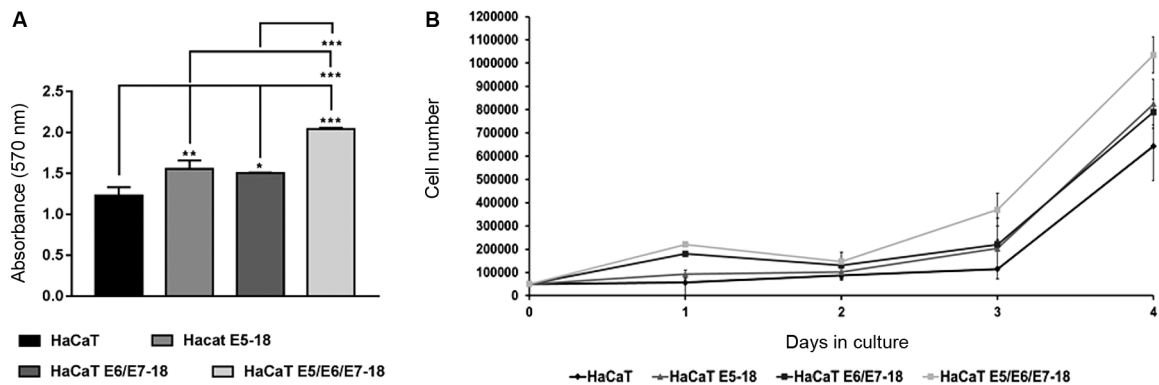 A
***
***
** * ***
Absorbance (570 nm)
2.5
2.0
1.5
1.0
0.5
0.0
HaCaT
Hacat E5-18
HaCaT E6/E7-18
HaCaT E5/E6/E7-18
B
Cell number
1200000
1100000
1000000
900000
800000
700000
600000
500000
400000
300000
200000
100000
0
0 1 2 3 4
Days in culture
HaCaT HaCaT E5-18 HaCaT E6/E7-18 HaCaT E5/E6/E7-18